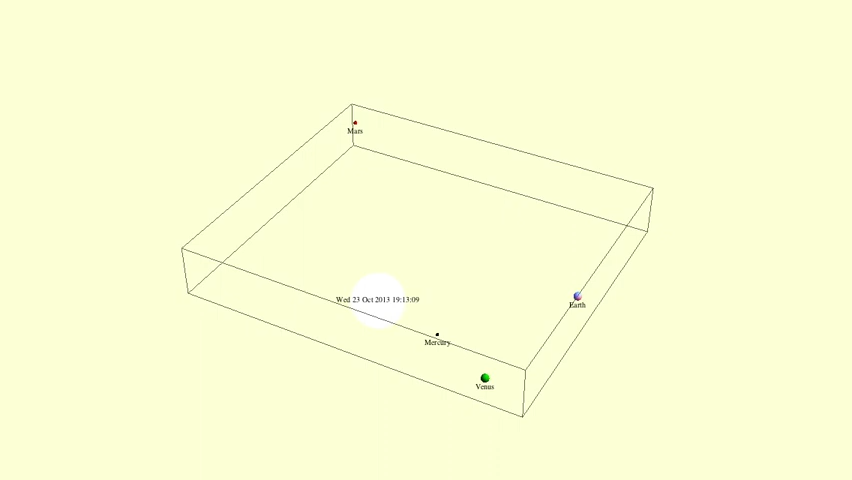 Mars
Wed 23 Oct 2013 19:13:09
Earth
Mercury
Venus